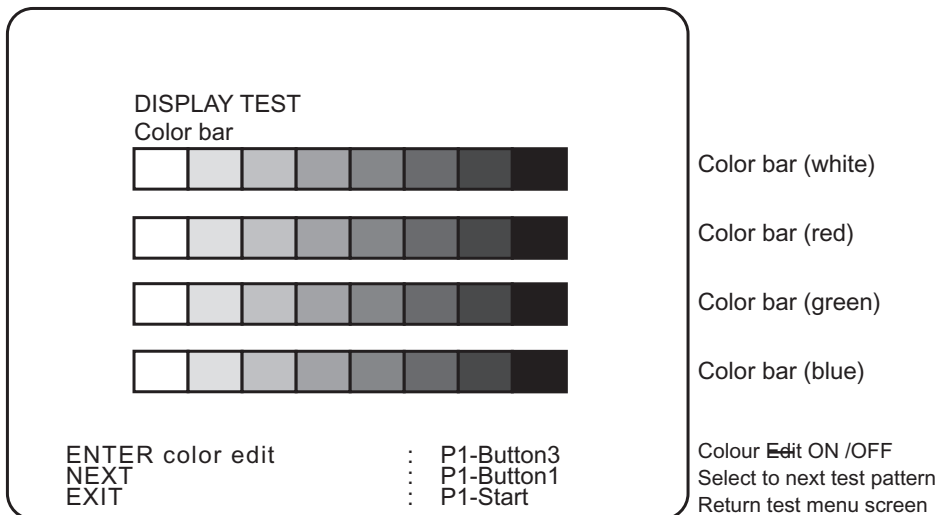 DISPLAY TEST
Color bar
Color bar (white)
Color bar (red)
Color bar (green)
Color bar (blue)
ENTER color edit : P1-Button3 Colour Edit ON /OFF
NEXT : P1-Button1 Select to next test pattern
EXIT : P1-Start Return test menu screen